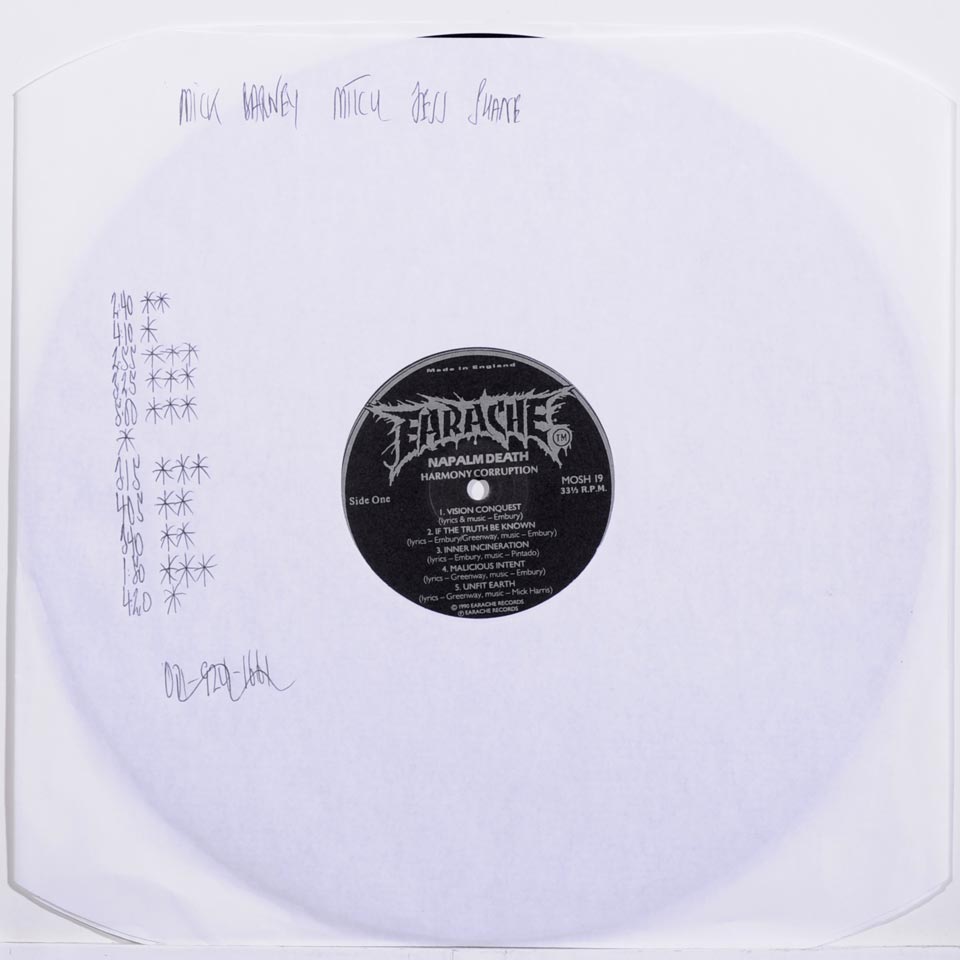 MICK BARNEY MITCH JESS SHANE
2:40 **
4:10 *
2:55 ***
3:25 ***
***
*
3:15 ***
4:05 **
3:40 **
1:30 ***
4:20 *
Made in England
EARACHE TM
NAPALM DEATH
HARMONY CORRUPTION
Side One
MOSH 19
33⅓ R.P.M.
1. VISION CONQUEST
(lyrics & music – Embury)
2. IF THE TRUTH BE KNOWN
(lyrics – Embury/Greenway, music – Embury)
3. INNER INCINERATION
(lyrics – Embury, music – Pintado)
4. MALICIOUS INTENT
(lyrics – Greenway, music – Embury)
5. UNFIT EARTH
(lyrics – Greenway, music – Mick Harris)
© 1990 EARACHE RECORDS
℗ EARACHE RECORDS